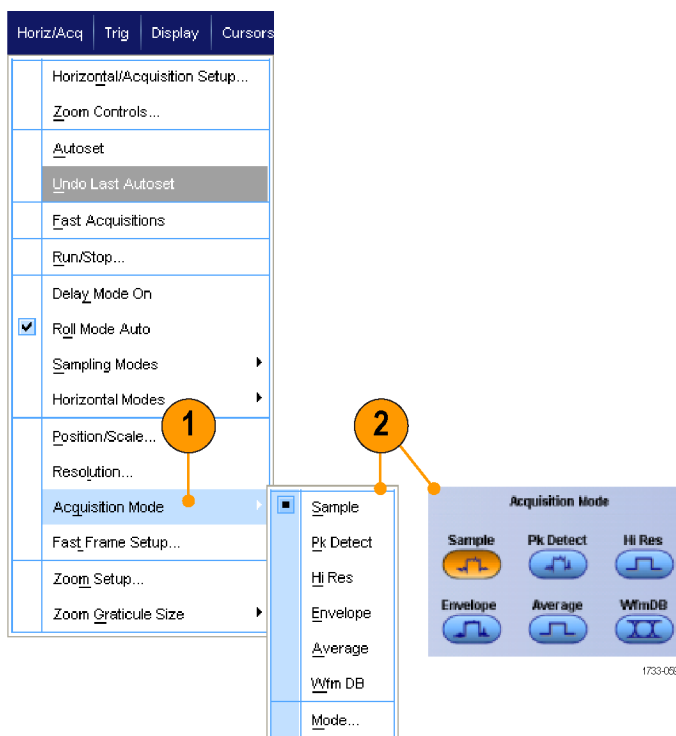 Horiz/Acq Trig Display Cursors
Horizontal/Acquisition Setup...
Zoom Controls...
Autoset
Undo Last Autoset
Fast Acquisitions
Run/Stop...
Delay Mode On
Roll Mode Auto
Sampling Modes
Horizontal Modes
1
Position/Scale...
Resolution...
Acquisition Mode
Fast Frame Setup...
Zoom Setup...
Zoom Graticule Size
2
Sample
Pk Detect
Hi Res
Envelope
Average
Wfm DB
Mode...
Acquisition Mode
Sample Pk Detect Hi Res
Envelope Average WfmDB